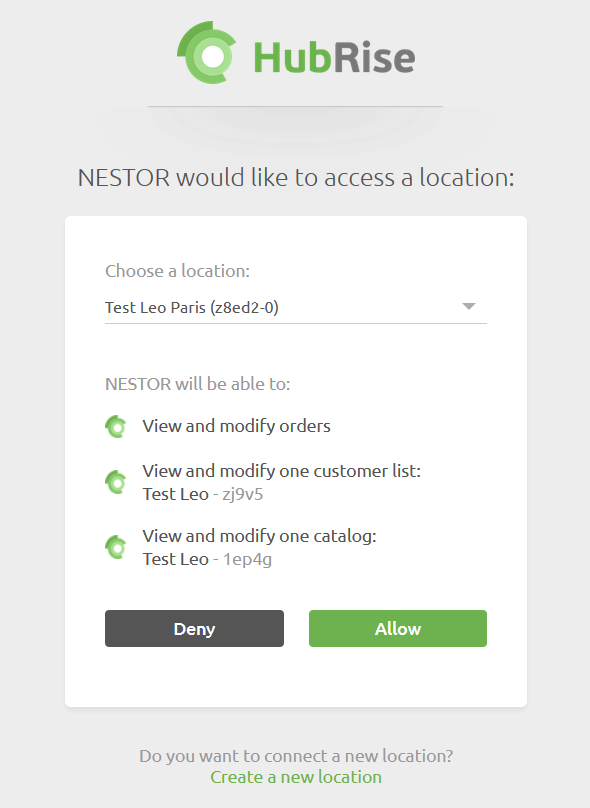 HubRise
NESTOR would like to access a location:
Choose a location:
Test Leo Paris (z8ed2-0)
NESTOR will be able to:
View and modify orders
View and modify one customer list:
Test Leo - zj9v5
View and modify one catalog:
Test Leo - 1ep4g
Deny
Allow
Do you want to connect a new location?
Create a new location